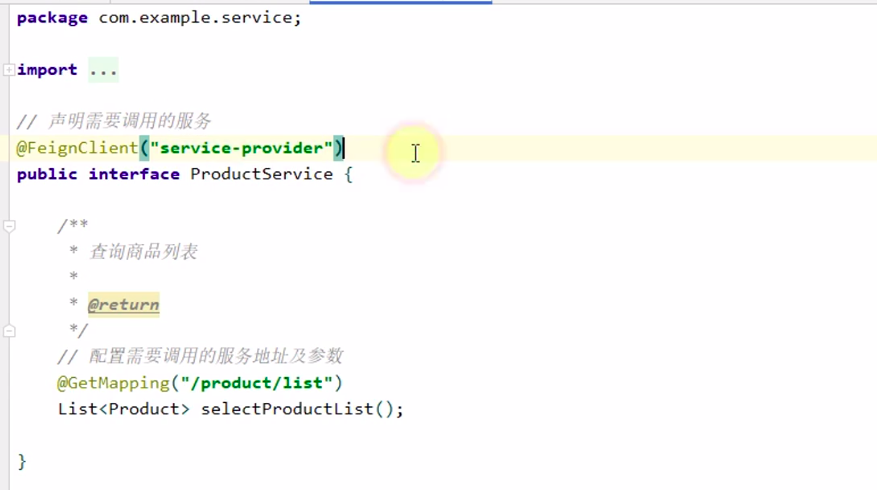 package com.example.service;
import ...
// 声明需要调用的服务
@FeignClient("service-provider")
public interface ProductService {
/**
* 查询商品列表
*
* @return
*/
// 配置需要调用的服务地址及参数
@GetMapping("/product/list")
List<Product> selectProductList();
}